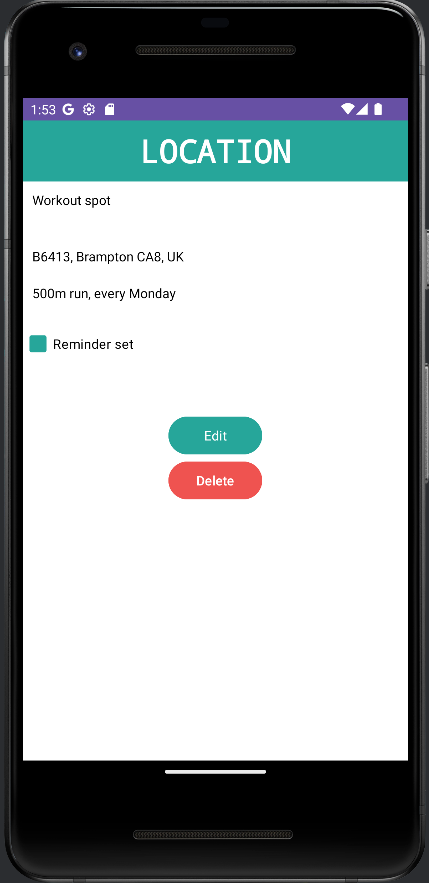 1:53 G
LOCATION
Workout spot
B6413, Brampton CA8, UK
500m run, every Monday
Reminder set
Edit
Delete